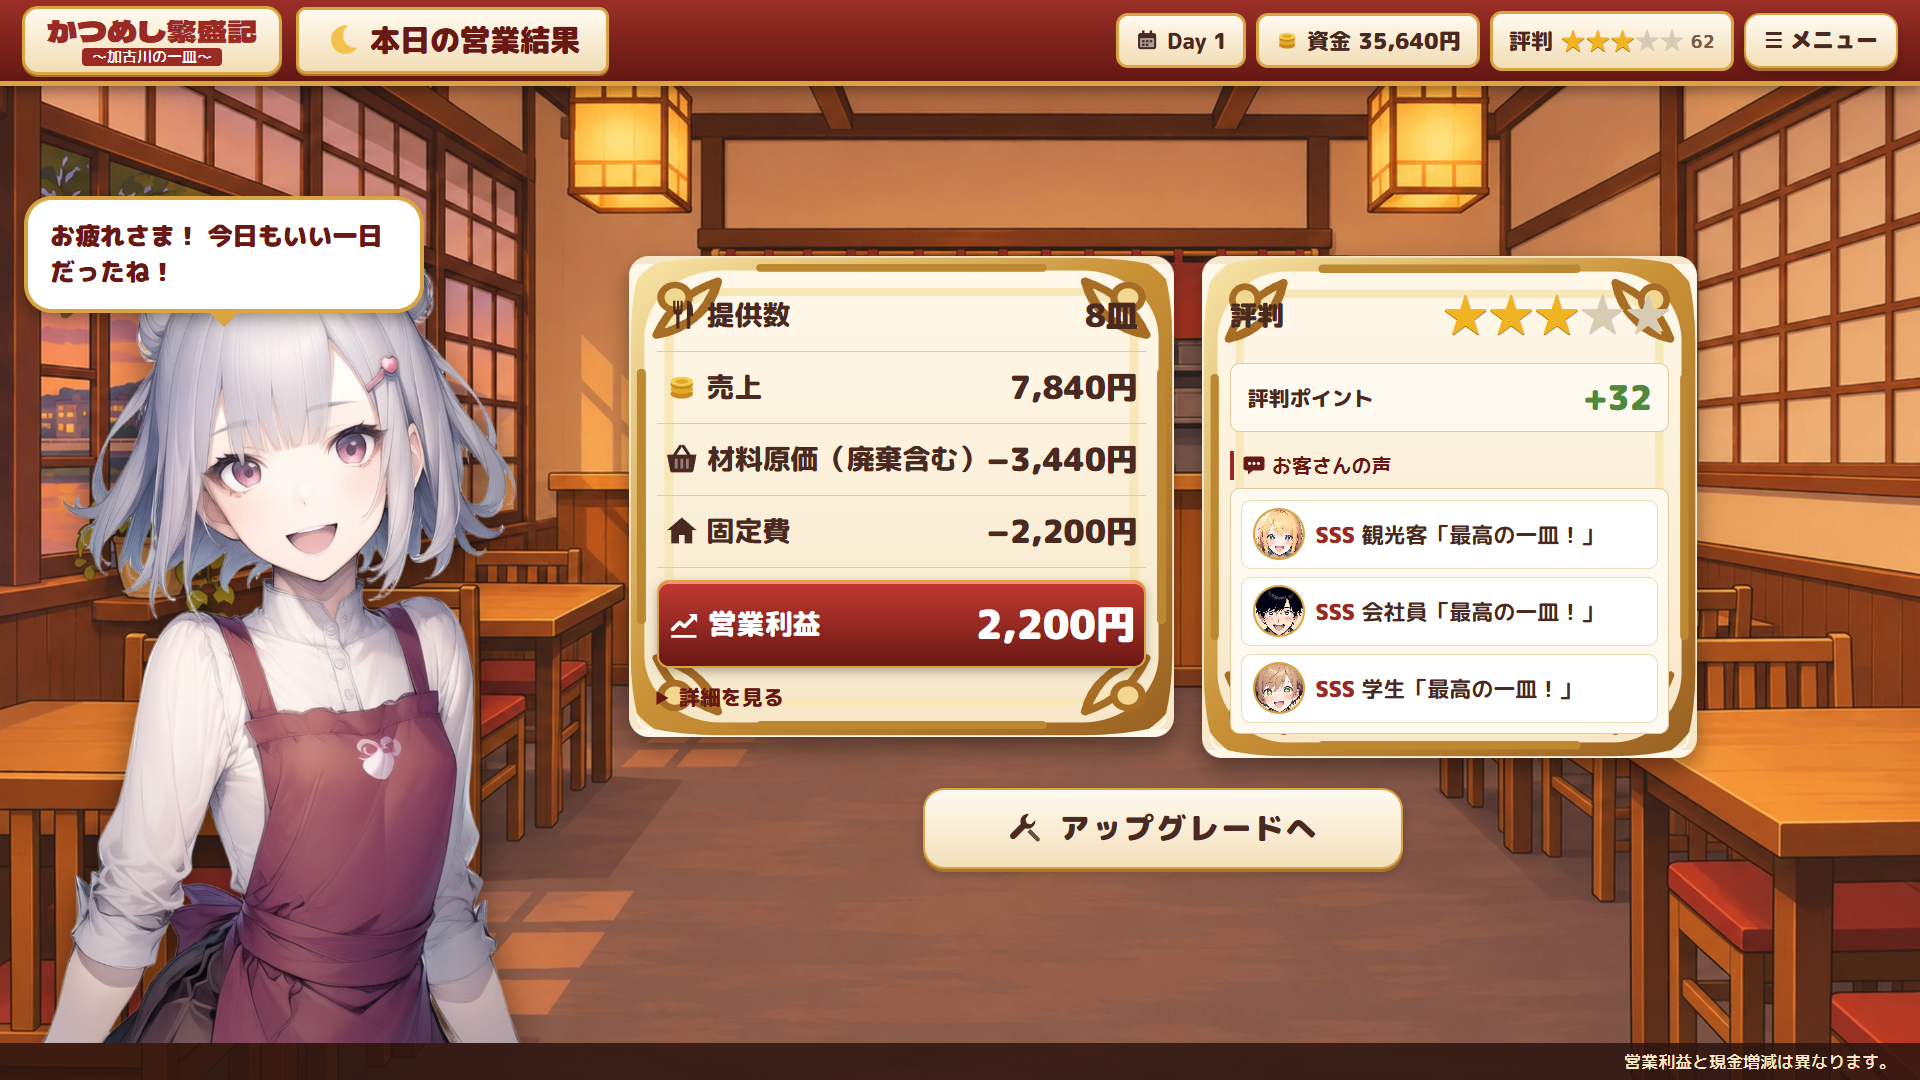 かつめし繁盛記
～加古川の一皿～
本日の営業結果
Day 1
資金 35,640円
評判 ★★★★★ 62
☰ メニュー
お疲れさま！ 今日もいい一日
だったね！
提供数 8皿
売上 7,840円
材料原価（廃棄含む） −3,440円
固定費 −2,200円
営業利益 2,200円
▶ 詳細を見る
評判 ★★★★★
評判ポイント +32
お客さんの声
SSS 観光客「最高の一皿！」
SSS 会社員「最高の一皿！」
SSS 学生「最高の一皿！」
アップグレードへ
営業利益と現金増減は異なります。